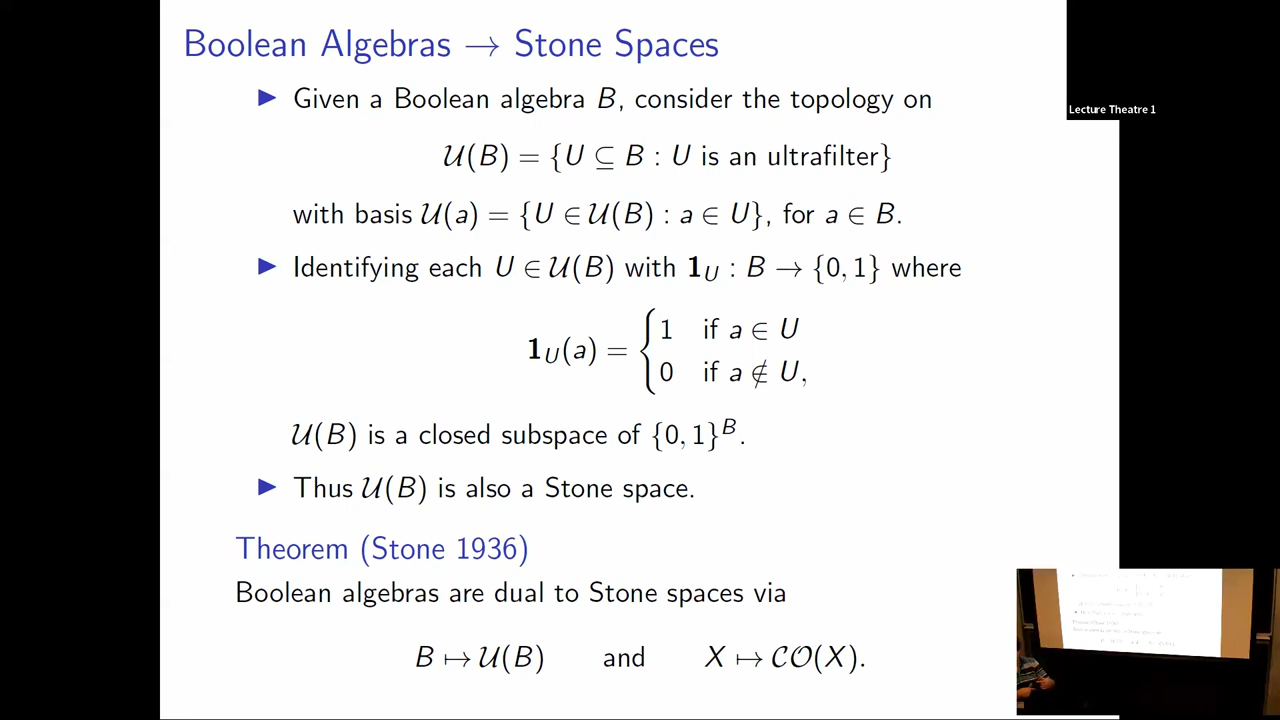 Boolean Algebras → Stone Spaces
▶ Given a Boolean algebra B, consider the topology on
𝒰(B) = {U ⊆ B : U is an ultrafilter}
with basis 𝒰(a) = {U ∈ 𝒰(B) : a ∈ U}, for a ∈ B.
▶ Identifying each U ∈ 𝒰(B) with 𝟏_U : B → {0, 1} where
𝟏_U(a) = { 1 if a ∈ U
0 if a ∉ U,
𝒰(B) is a closed subspace of {0, 1}^B.
▶ Thus 𝒰(B) is also a Stone space.
Theorem (Stone 1936)
Boolean algebras are dual to Stone spaces via
B ↦ 𝒰(B) and X ↦ 𝒞𝒪(X).
Lecture Theatre 1